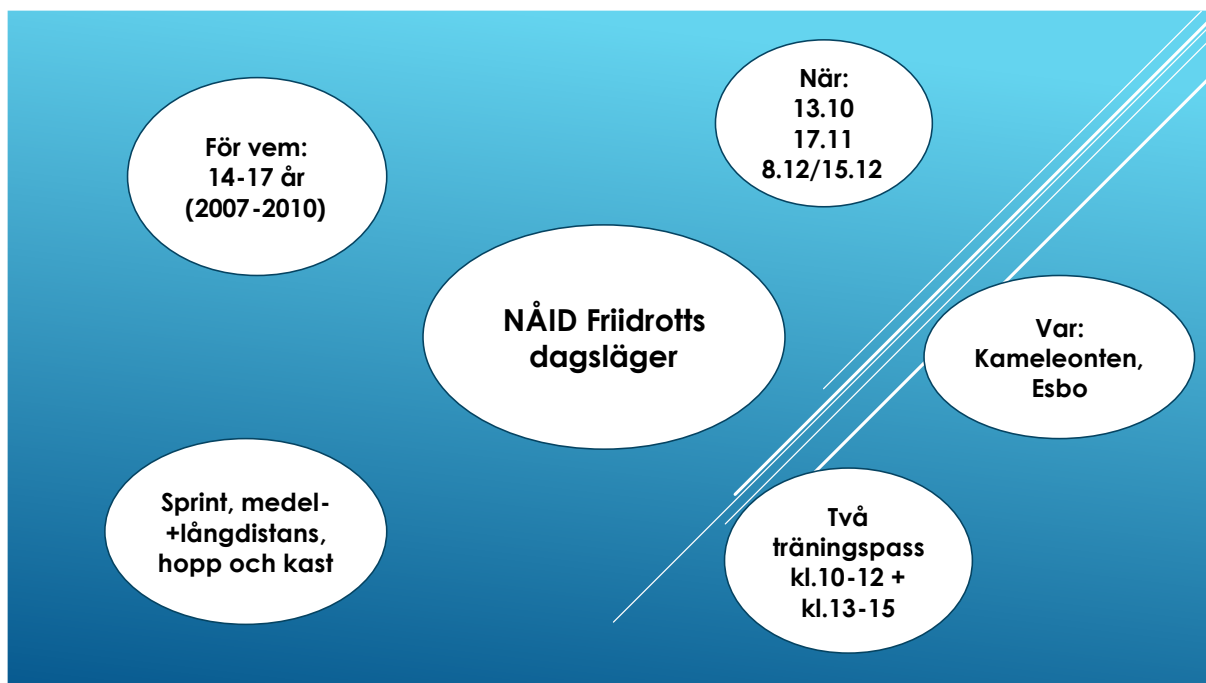 För vem:
14-17 år
(2007-2010)
När:
13.10
17.11
8.12/15.12
NÅID Friidrotts
dagsläger
Var:
Kameleonten,
Esbo
Sprint, medel-
+långdistans,
hopp och kast
Två
träningspass
kl.10-12 +
kl.13-15